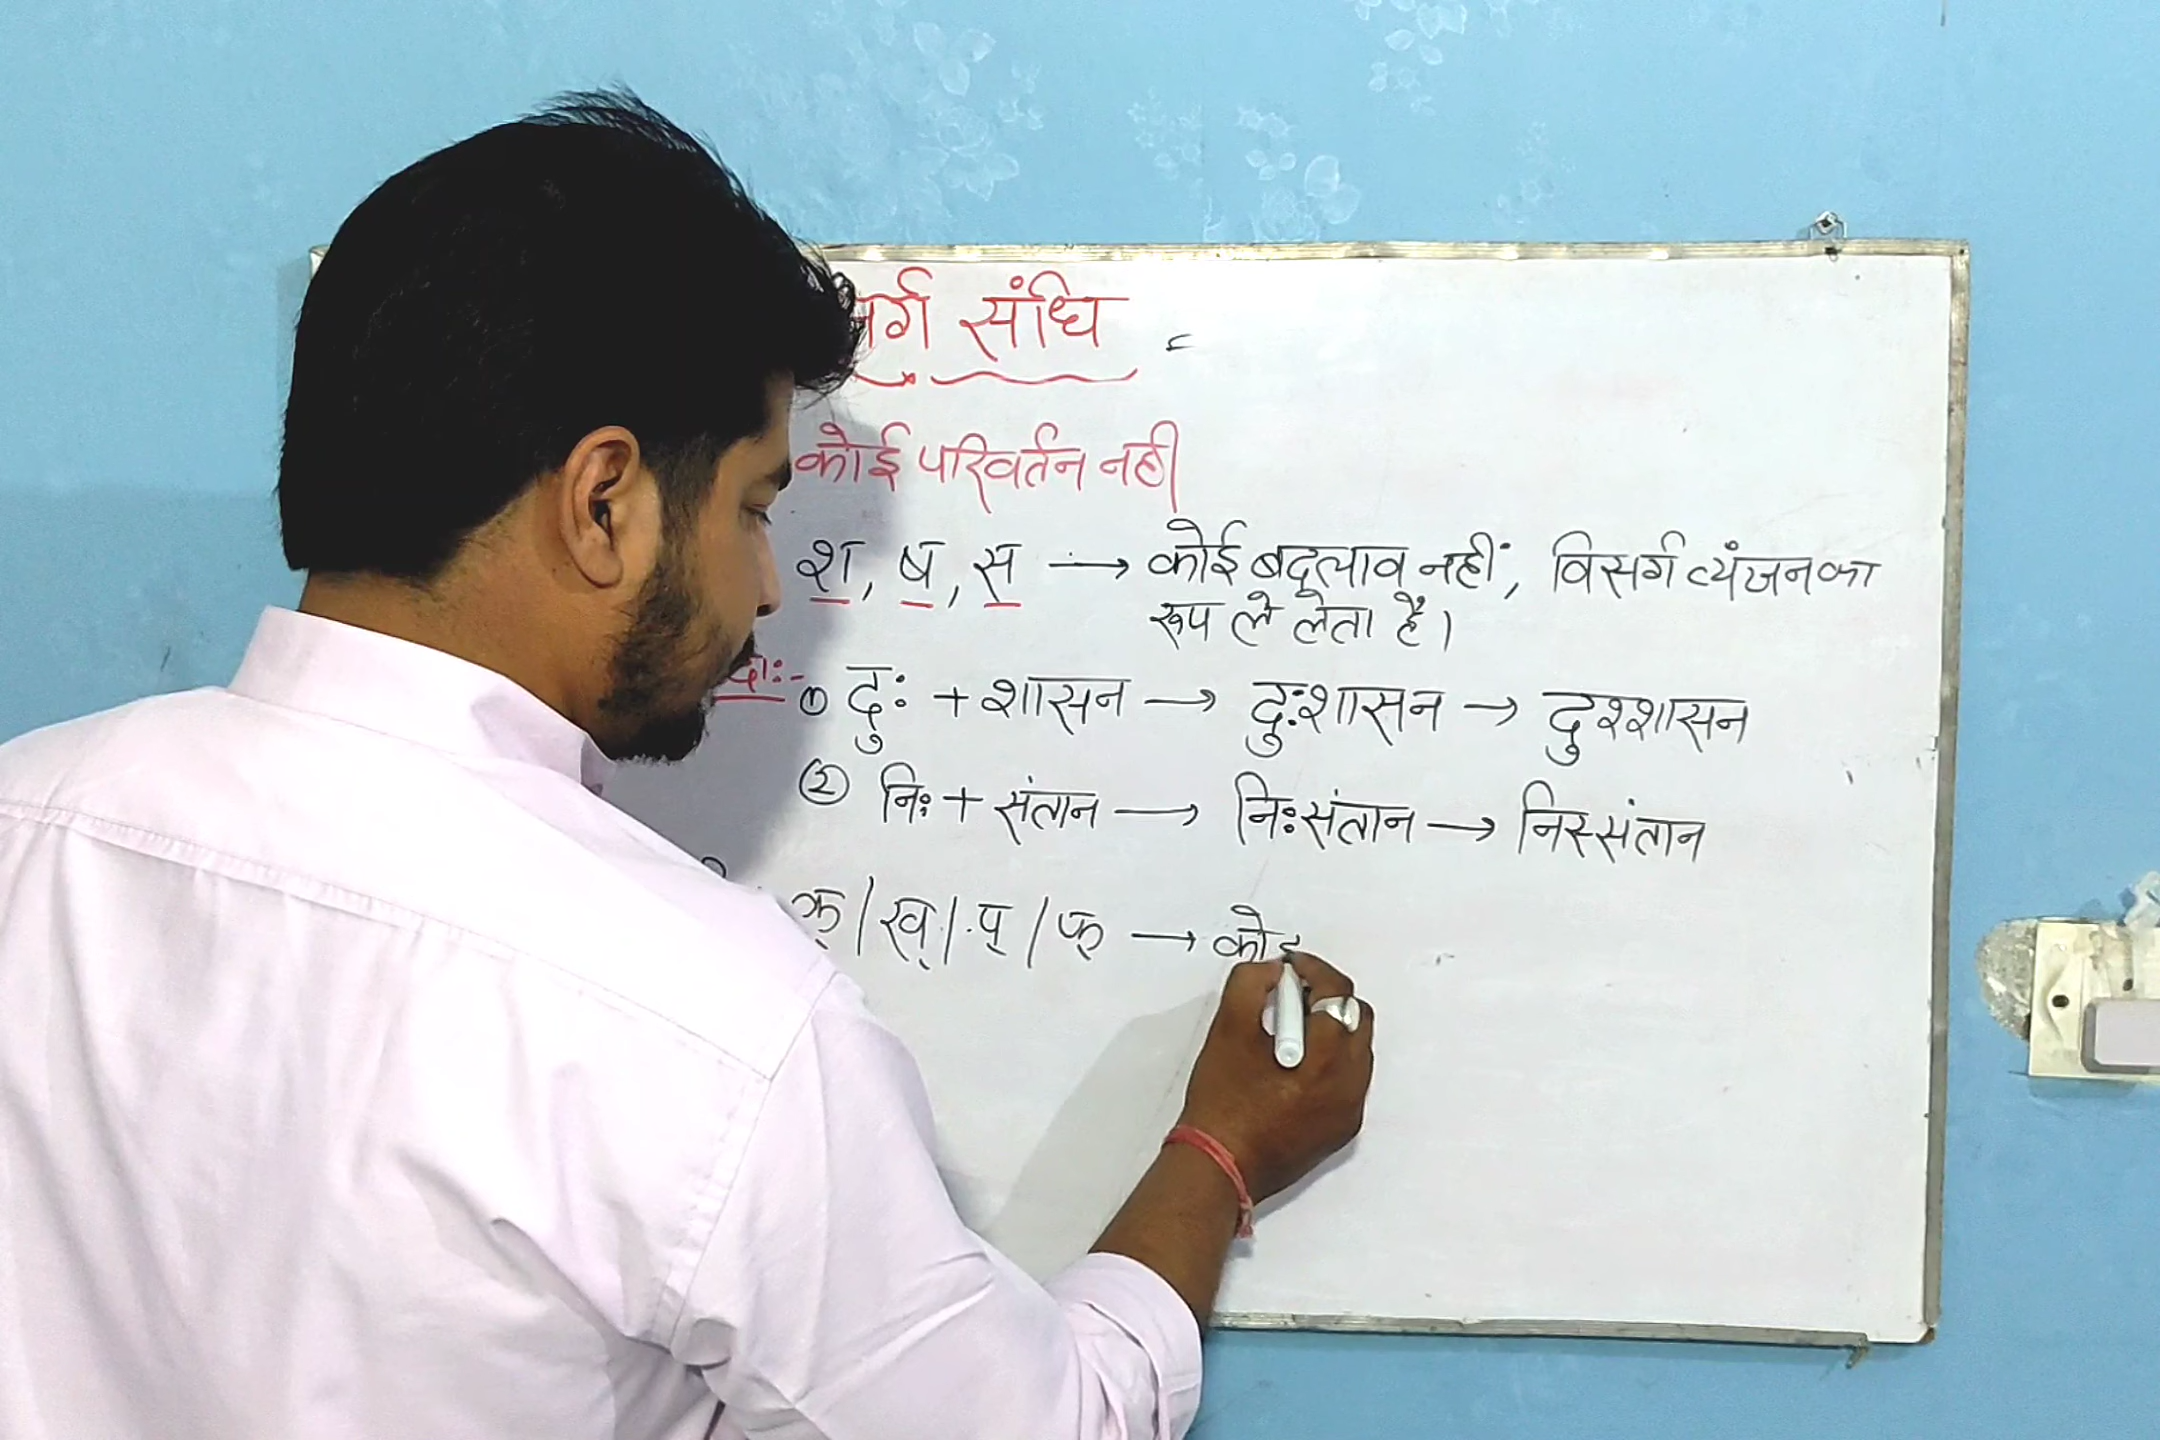 संधि
कोई परिवर्तन नही
श, ष, स → कोई बदलाव नहीं, विसर्ग व्यंजन का
रूप ले लेता है।
① दुः + शासन → दुःशासन → दुश्शासन
② निः + संतान → निःसंतान → निस्संतान
क् / ख् / प् / फ् →